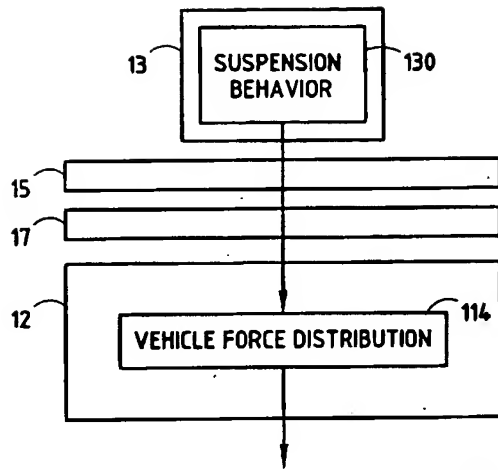 13
SUSPENSION
BEHAVIOR
130
15
17
12
114
VEHICLE FORCE DISTRIBUTION